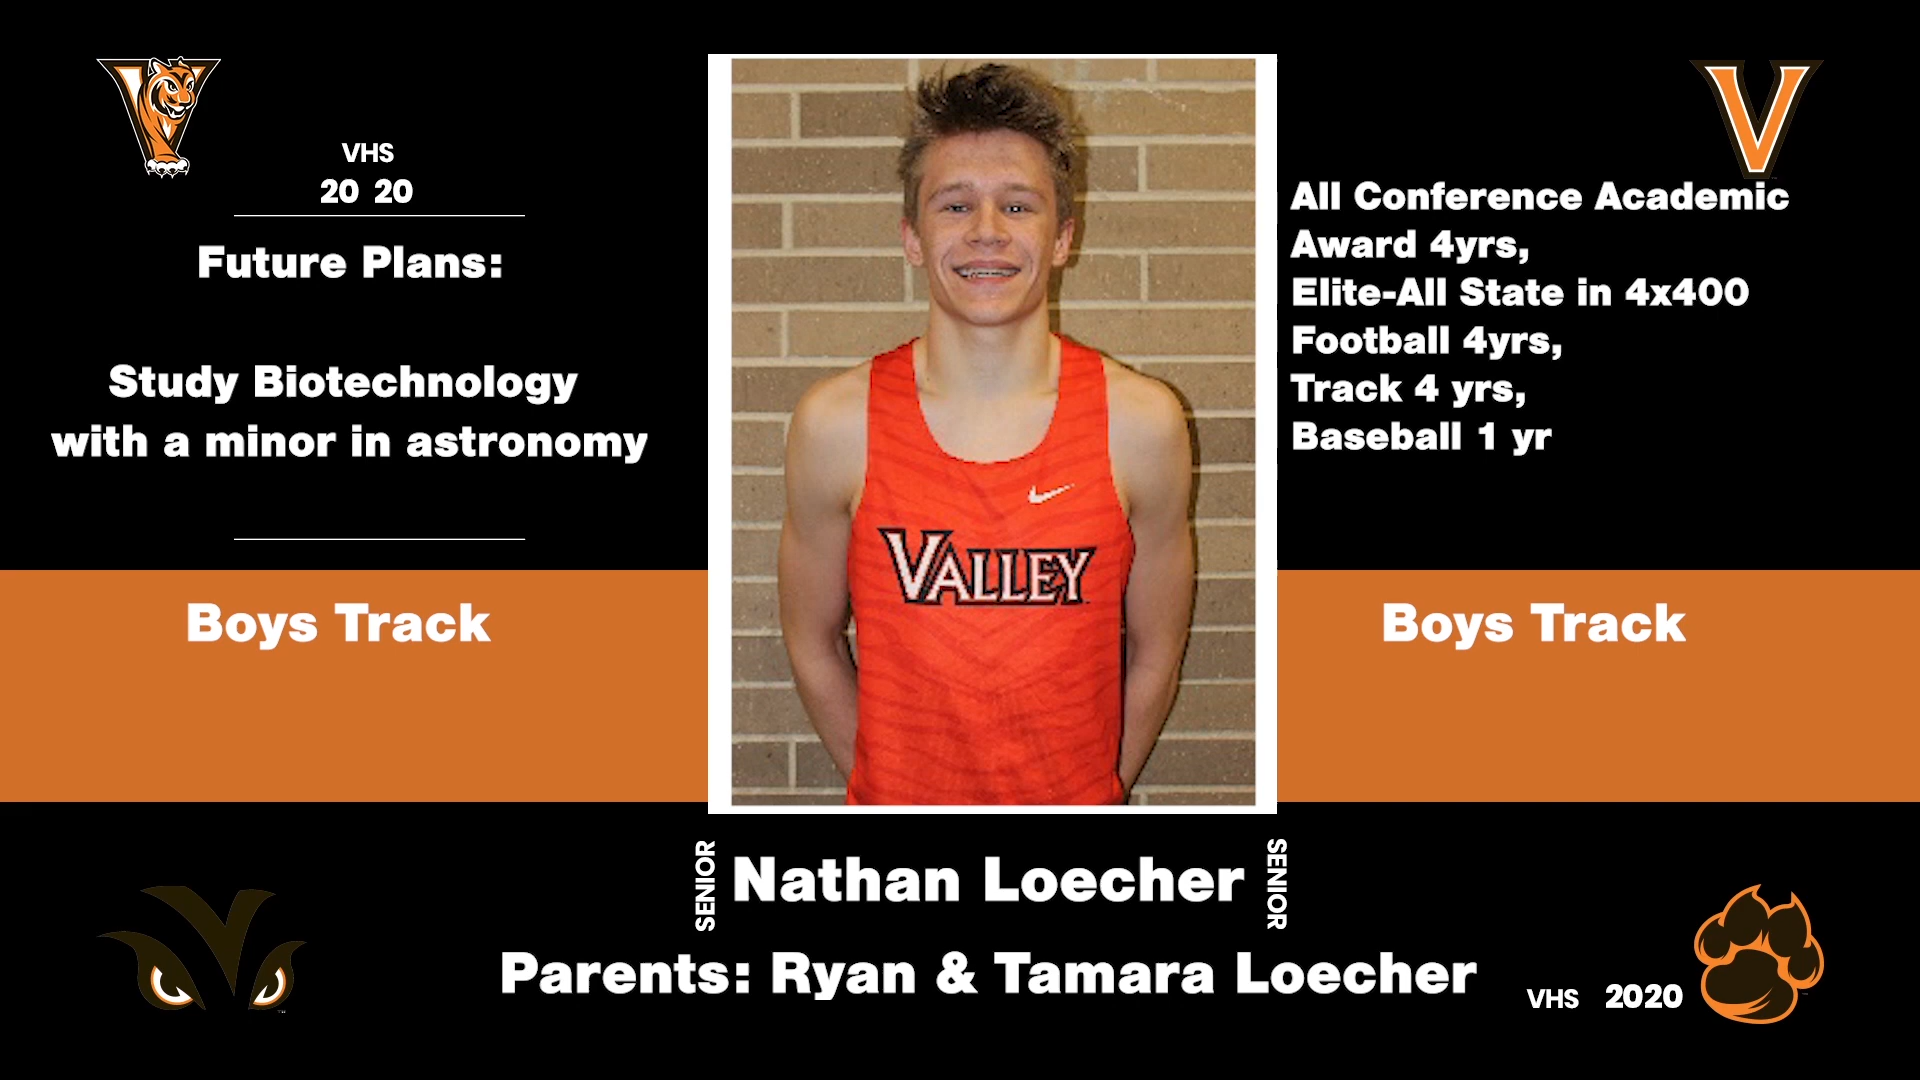 VHS
20 20
Future Plans:
Study Biotechnology
with a minor in astronomy
Boys Track
V
All Conference Academic
Award 4yrs,
Elite-All State in 4x400
Football 4yrs,
Track 4 yrs,
Baseball 1 yr
Boys Track
VALLEY
SENIOR
Nathan Loecher
SENIOR
Parents: Ryan & Tamara Loecher
VHS 2020